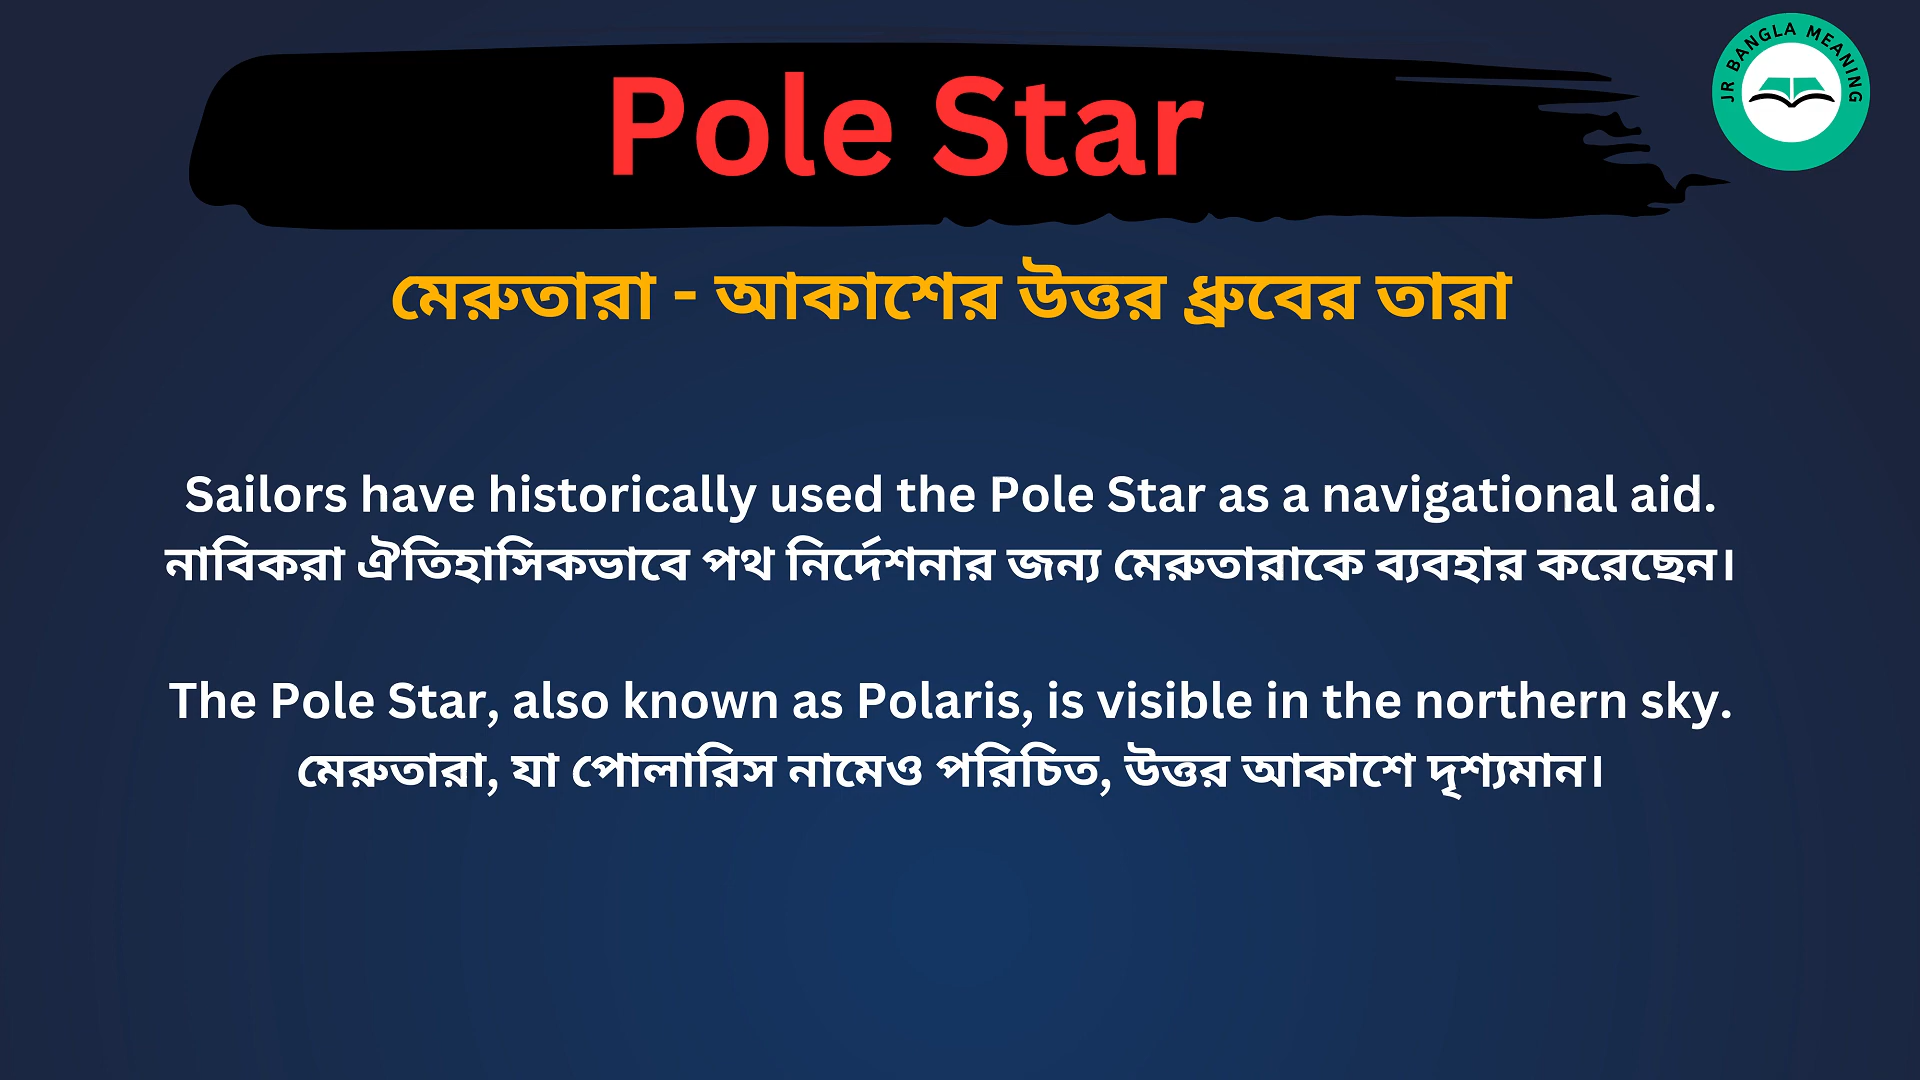 Pole Star
JR BANGLA MEANING
মেরুতারা - আকাশের উত্তর ধ্রুবের তারা
Sailors have historically used the Pole Star as a navigational aid.
নাবিকরা ঐতিহাসিকভাবে পথ নির্দেশনার জন্য মেরুতারাকে ব্যবহার করেছেন।
The Pole Star, also known as Polaris, is visible in the northern sky.
মেরুতারা, যা পোলারিস নামেও পরিচিত, উত্তর আকাশে দৃশ্যমান।